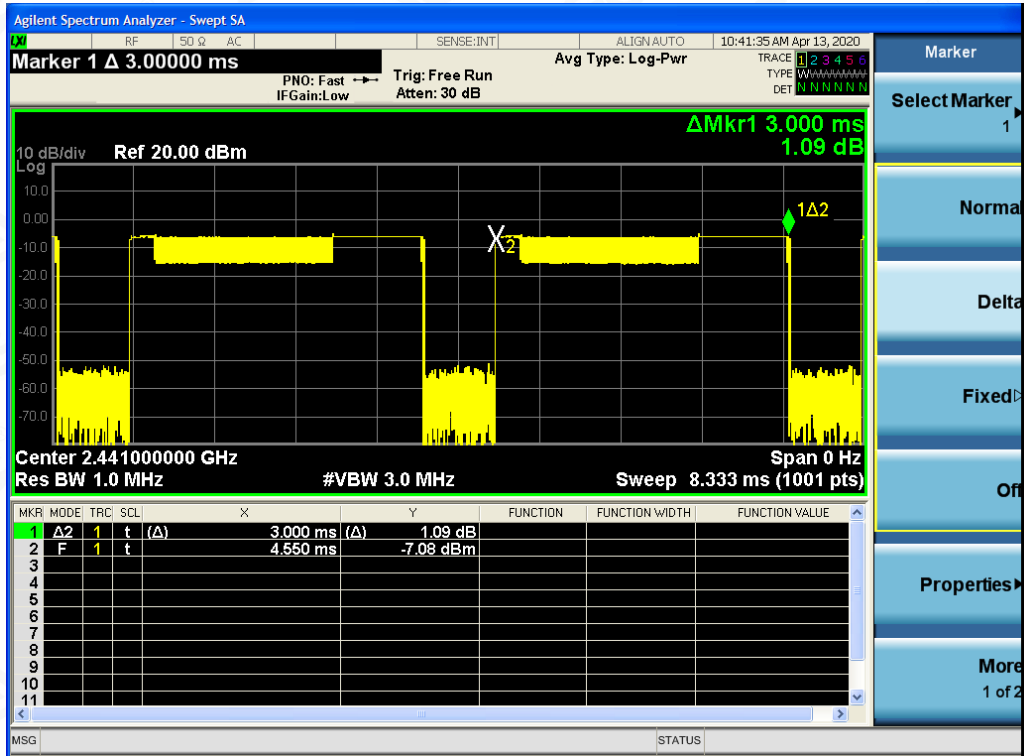 Agilent Spectrum Analyzer - Swept SA
LXI RF 50 Ω AC SENSE:INT ALIGN AUTO 10:41:35 AM Apr 13, 2020
Marker 1 Δ 3.00000 ms
PNO: Fast
IFGain:Low
Trig: Free Run
Atten: 30 dB
Avg Type: Log-Pwr
TRACE 1 2 3 4 5 6
TYPE W
DET N N N N N N
ΔMkr1 3.000 ms
1.09 dB
10 dB/div Ref 20.00 dBm
Log
10.0
0.00
-10.0
-20.0
-30.0
-40.0
-50.0
-60.0
-70.0
X2
1Δ2
Center 2.441000000 GHz Span 0 Hz
Res BW 1.0 MHz #VBW 3.0 MHz Sweep 8.333 ms (1001 pts)
MKR MODE TRC SCL X Y FUNCTION FUNCTION WIDTH FUNCTION VALUE
1 Δ2 1 t (Δ) 3.000 ms (Δ) 1.09 dB
2 F 1 t 4.550 ms -7.08 dBm
3
4
5
6
7
8
9
10
11
MSG STATUS
Marker
Select Marker
1
Normal
Delta
Fixed
Off
Properties
More
1 of 2